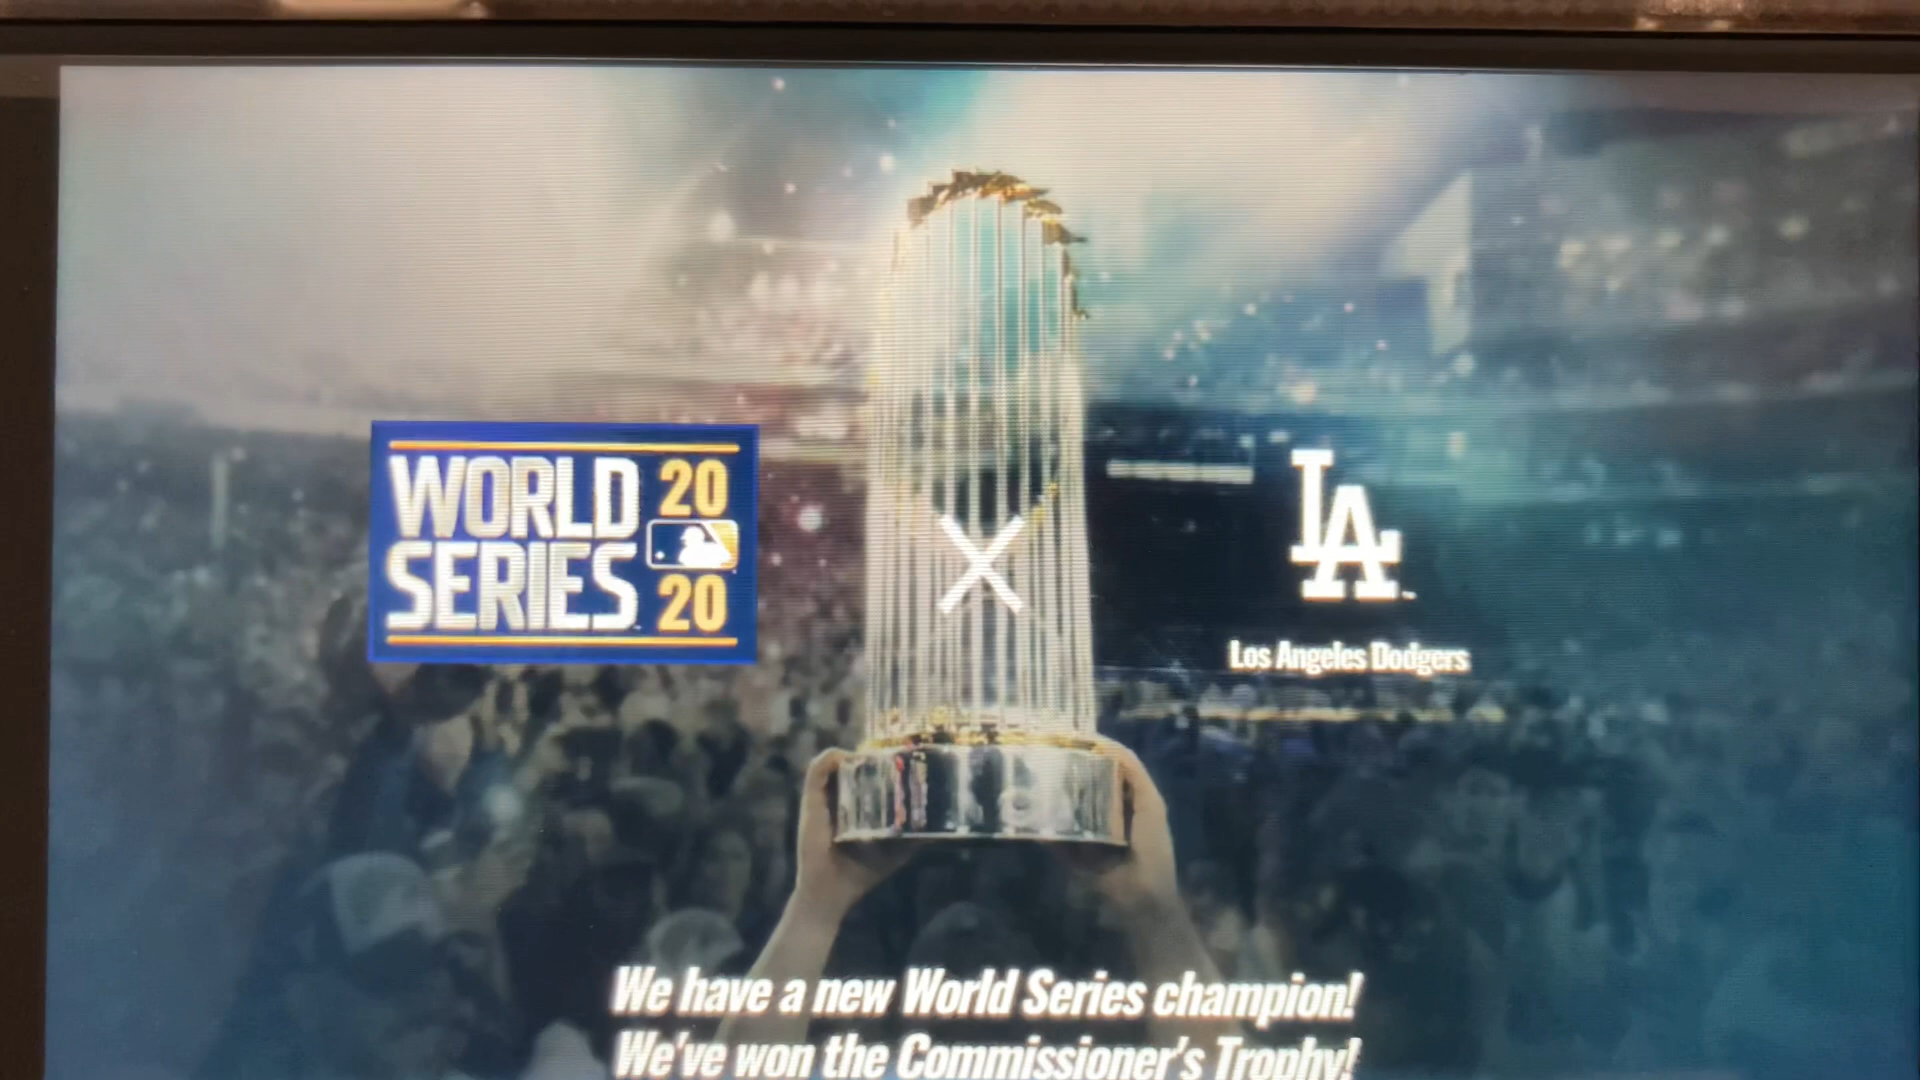 WORLD 20
SERIES 20
LA
Los Angeles Dodgers
We have a new World Series champion!
We've won the Commissioner's Trophy!